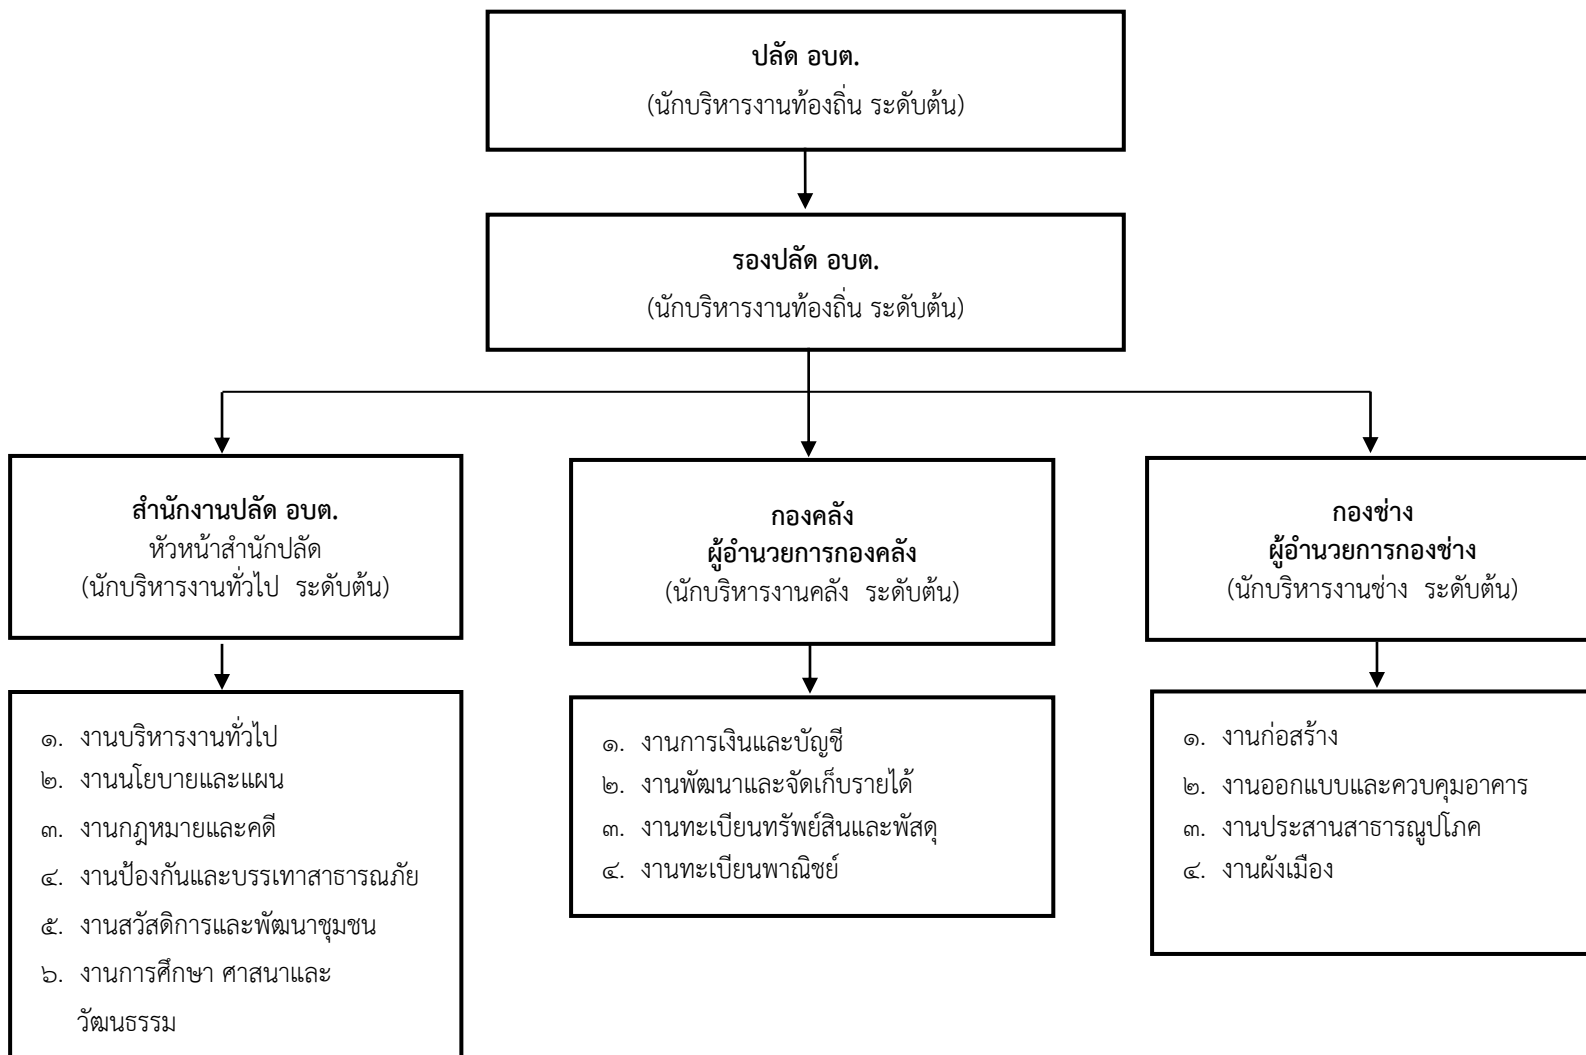 ปลัด อบต.
(นักบริหารงานท้องถิ่น ระดับต้น)
รองปลัด อบต.
(นักบริหารงานท้องถิ่น ระดับต้น)
สำนักงานปลัด อบต.
หัวหน้าสำนักปลัด
(นักบริหารงานทั่วไป ระดับต้น)
กองคลัง
ผู้อำนวยการกองคลัง
(นักบริหารงานคลัง ระดับต้น)
กองช่าง
ผู้อำนวยการกองช่าง
(นักบริหารงานช่าง ระดับต้น)
๑. งานบริหารงานทั่วไป
๒. งานนโยบายและแผน
๓. งานกฎหมายและคดี
๔. งานป้องกันและบรรเทาสาธารณภัย
๕. งานสวัสดิการและพัฒนาชุมชน
๖. งานการศึกษา ศาสนาและ
วัฒนธรรม
๑. งานการเงินและบัญชี
๒. งานพัฒนาและจัดเก็บรายได้
๓. งานทะเบียนทรัพย์สินและพัสดุ
๔. งานทะเบียนพาณิชย์
๑. งานก่อสร้าง
๒. งานออกแบบและควบคุมอาคาร
๓. งานประสานสาธารณูปโภค
๔. งานผังเมือง